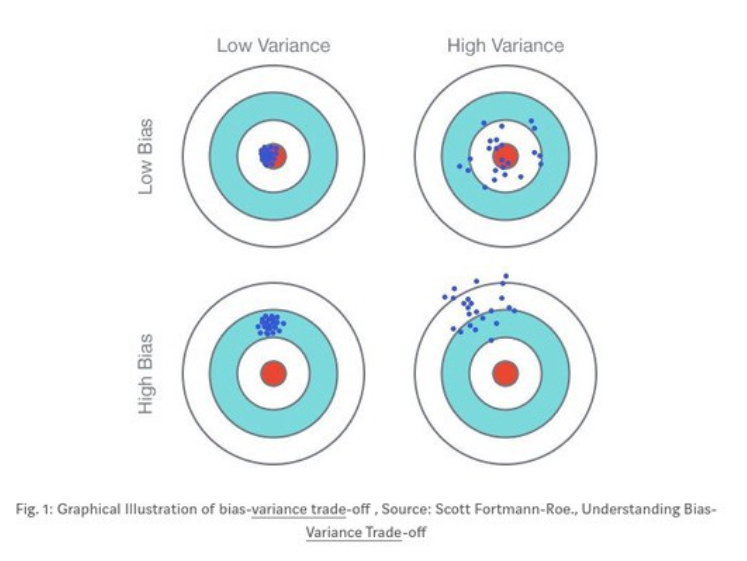 Low Variance
High Variance
Low Bias
High Bias
Fig. 1: Graphical Illustration of bias-variance trade-off , Source: Scott Fortmann-Roe., Understanding Bias-
Variance Trade-off